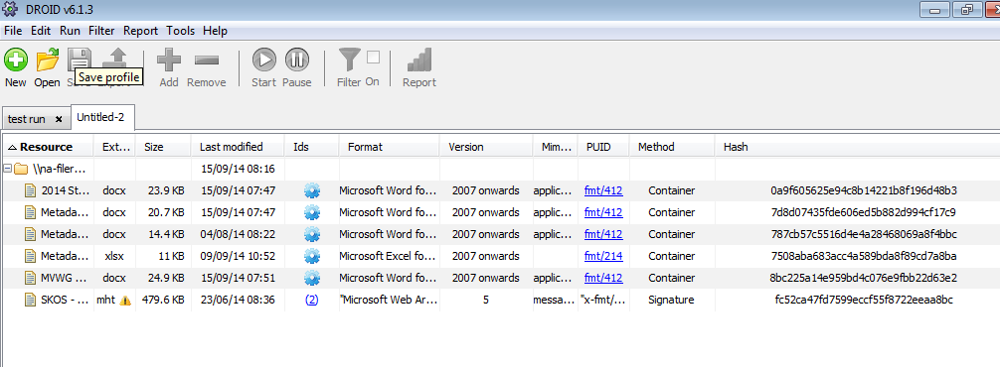 DROID v6.1.3
File Edit Run Filter Report Tools Help
New Open Save Export Add Remove Start Pause Filter On Report
Save profile
test run Untitled-2
Resource Ext... Size Last modified Ids Format Version Mim... PUID Method Hash
\\na-filer... 15/09/14 08:16
2014 St... docx 23.9 KB 15/09/14 07:47 Microsoft Word fo... 2007 onwards applic... fmt/412 Container 0a9f605625e94c8b14221b8f196d48b3
Metada... docx 20.7 KB 15/09/14 07:47 Microsoft Word fo... 2007 onwards applic... fmt/412 Container 7d8d07435fde606ed5b882d994cf17c9
Metada... docx 14.4 KB 04/08/14 08:22 Microsoft Word fo... 2007 onwards applic... fmt/412 Container 787cb57c5516d4e4a28468069a8f4bbc
Metada... xlsx 11 KB 09/09/14 10:52 Microsoft Excel fo... 2007 onwards fmt/214 Container 7508aba683acc4a589bda8f89cd7a8ba
MVWG ... docx 24.9 KB 15/09/14 07:51 Microsoft Word fo... 2007 onwards applic... fmt/412 Container 8bc225a14e959bd4c076e9fbb22d63e2
SKOS - ... mht 479.6 KB 23/06/14 08:36 (2) "Microsoft Web Ar... 5 messa... "x-fmt/... Signature fc52ca47fd7599eccf55f8722eeaa8bc